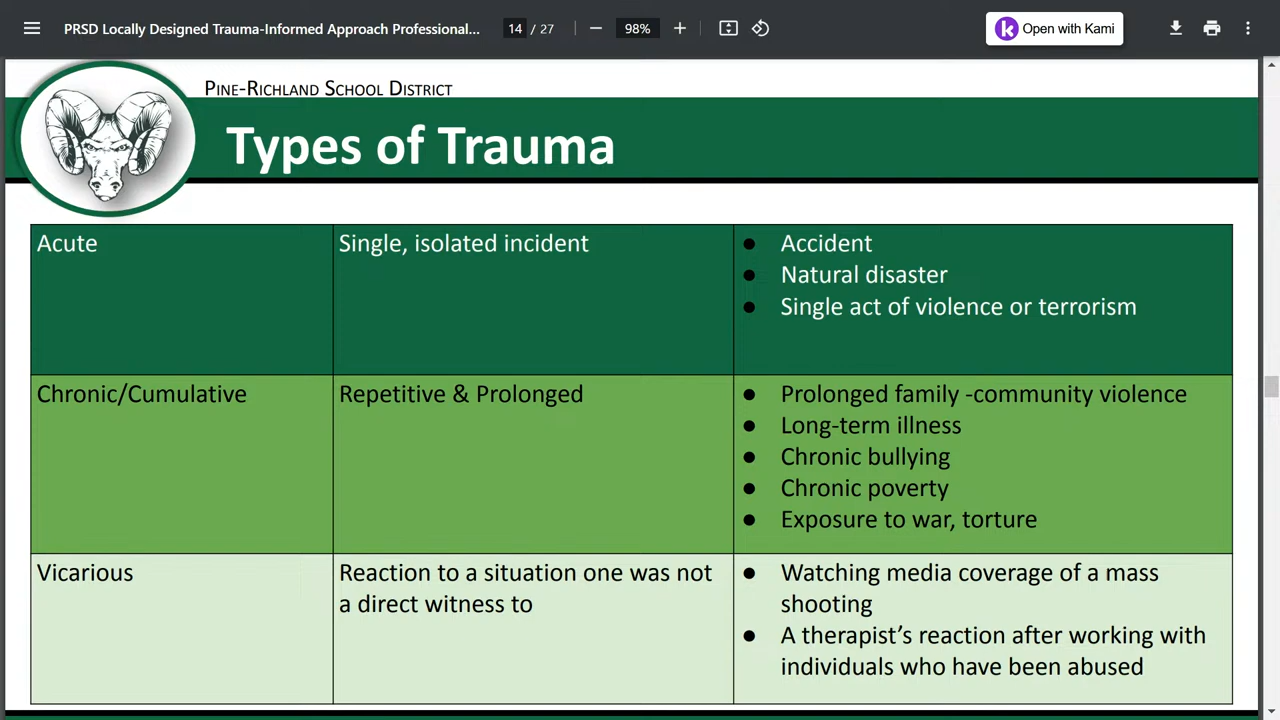 PRSD Locally Designed Trauma-Informed Approach Professional...
14 / 27
98%
Open with Kami
PINE-RICHLAND SCHOOL DISTRICT
Types of Trauma
Acute
Single, isolated incident
● Accident
● Natural disaster
● Single act of violence or terrorism
Chronic/Cumulative
Repetitive & Prolonged
● Prolonged family -community violence
● Long-term illness
● Chronic bullying
● Chronic poverty
● Exposure to war, torture
Vicarious
Reaction to a situation one was not
a direct witness to
● Watching media coverage of a mass
shooting
● A therapist’s reaction after working with
individuals who have been abused